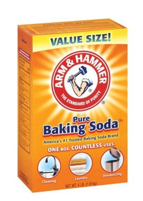 VALUE SIZE!
ARM & HAMMER
THE STANDARD OF PURITY
Pure
Baking Soda
America's #1 Trusted Baking Soda Brand
ONE BOX. COUNTLESS USES.
Cleaning
Laundry
Deodorizing